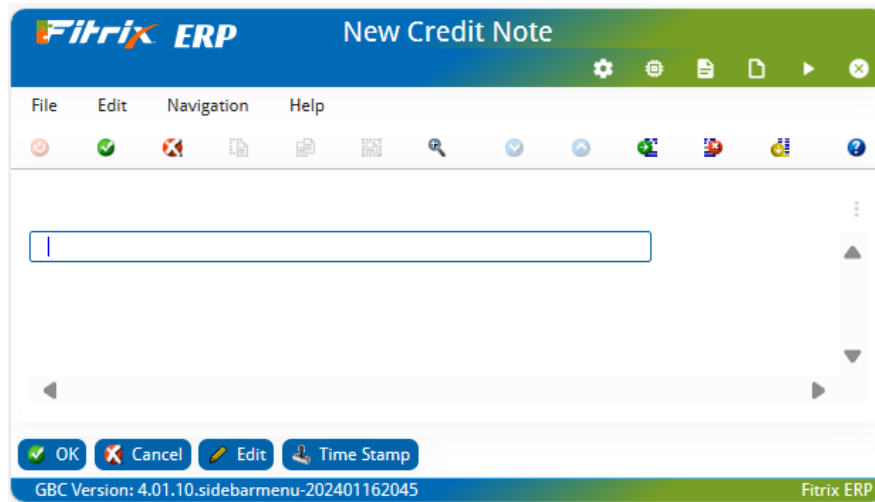 Fitrix ERP New Credit Note
File Edit Navigation Help
OK Cancel Edit Time Stamp
GBC Version: 4.01.10.sidebarmenu-202401162045 Fitrix ERP